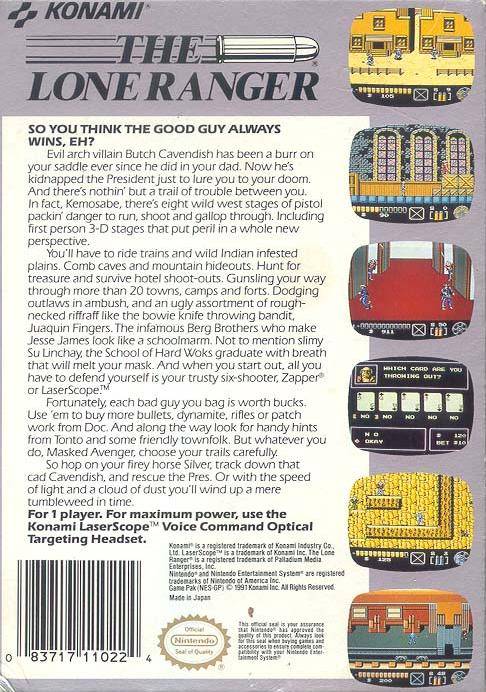 KONAMI®
THE
LONE RANGER®
SO YOU THINK THE GOOD GUY ALWAYS
WINS, EH?
Evil arch villain Butch Cavendish has been a burr on
your saddle ever since he did in your dad. Now he's
kidnapped the President just to lure you to your doom.
And there's nothin' but a trail of trouble between you.
In fact, Kemosabe, there's eight wild west stages of pistol
packin' danger to run, shoot and gallop through. Including
first person 3-D stages that put peril in a whole new
perspective.
You'll have to ride trains and wild Indian infested
plains. Comb caves and mountain hideouts. Hunt for
treasure and survive hotel shoot-outs. Gunsling your way
through more than 20 towns, camps and forts. Dodging
outlaws in ambush, and an ugly assortment of rough-
necked riffraff like the bowie knife throwing bandit,
Juaquin Fingers. The infamous Berg Brothers who make
Jesse James look like a schoolmarm. Not to mention slimy
Su Linchay, the School of Hard Woks graduate with breath
that will melt your mask. And when you start out, all you
have to defend yourself is your trusty six-shooter, Zapper®
or LaserScope.™
Fortunately, each bad guy you bag is worth bucks.
Use 'em to buy more bullets, dynamite, rifles or patch
work from Doc. And along the way look for handy hints
from Tonto and some friendly townfolk. But whatever you
do, Masked Avenger, choose your trails carefully.
So hop on your firey horse Silver, track down that
cad Cavendish, and rescue the Pres. Or with the speed
of light and a cloud of dust you'll wind up a mere
tumbleweed in time.
For 1 player. For maximum power, use the
Konami LaserScope™ Voice Command Optical
Targeting Headset.
Konami® is a registered trademark of Konami Industry Co.,
Ltd. LaserScope™ is a trademark of Konami Inc. The Lone
Ranger® is registered trademark of Palladium Media
Enterprises, Inc.
Nintendo® and Nintendo Entertainment System® are registered
trademarks of Nintendo of America Inc.
Game Pak (NES-GP) © 1991 Konami Inc. All Rights Reserved.
Made in Japan
0 83717 11022 4
Official
Nintendo
Seal of Quality
This official seal is your assurance
that Nintendo® has approved the
quality of this product. Always look
for this seal when buying games and
accessories to ensure complete com-
patibility with your Nintendo Enter-
tainment System®
105
90
911
WHICH CARD ARE YOU
THROWING OUT?
NO NO NO NO NO
NO
OKAY
$ 120
BET $10
125
200